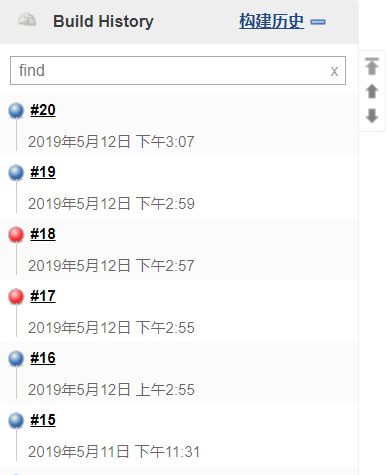 Build History 构建历史
find x
#20
2019年5月12日 下午3:07
#19
2019年5月12日 下午2:59
#18
2019年5月12日 下午2:57
#17
2019年5月12日 下午2:55
#16
2019年5月12日 上午2:55
#15
2019年5月11日 下午11:31